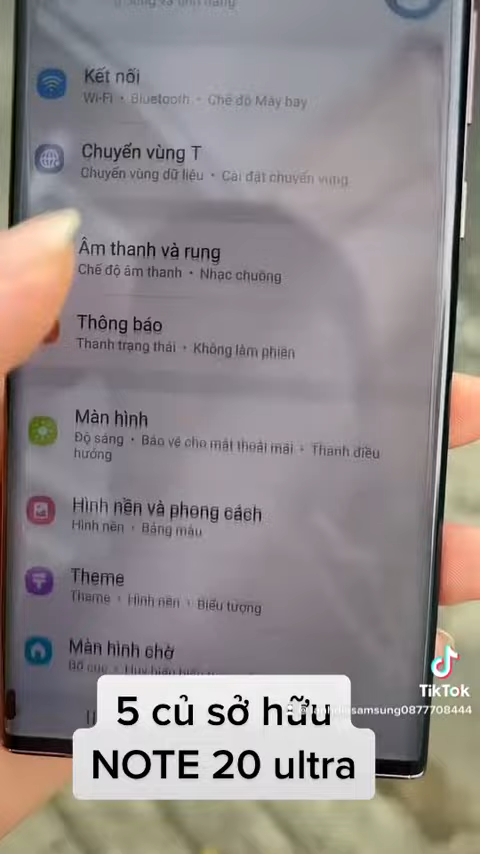 Kết nối
Wi-Fi • Bluetooth • Chế độ Máy bay
Chuyển vùng T
Chuyển vùng dữ liệu • Cài đặt chuyển vùng
Âm thanh và rung
Chế độ âm thanh • Nhạc chuông
Thông báo
Thanh trạng thái • Không làm phiền
Màn hình
Độ sáng • Bảo vệ cho mắt thoải mái • Thanh điều
hướng
Hình nền và phong cách
Hình nền • Bảng màu
Theme
Theme • Hình nền • Biểu tượng
Màn hình chờ
Bố cục •
TikTok
5 củ sở hữu
NOTE 20 ultra